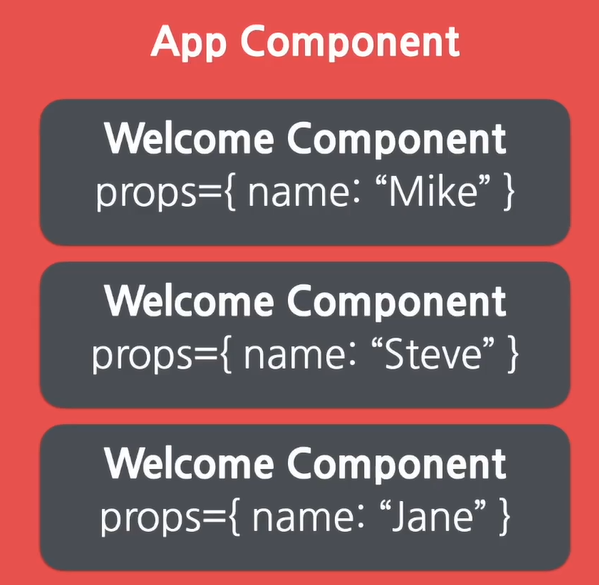 App Component
Welcome Component
props={ name: “Mike” }
Welcome Component
props={ name: “Steve” }
Welcome Component
props={ name: “Jane” }